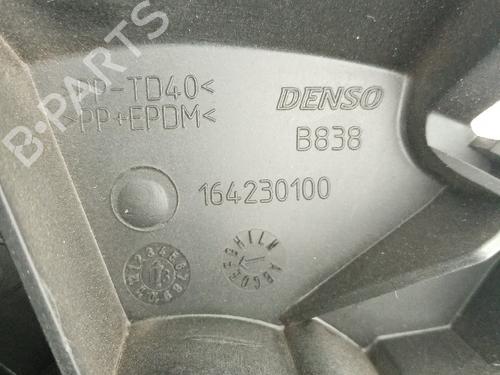 >PP-TD40<
>PP+EPDM<
DENSO
B838
164230100
B-PARTS